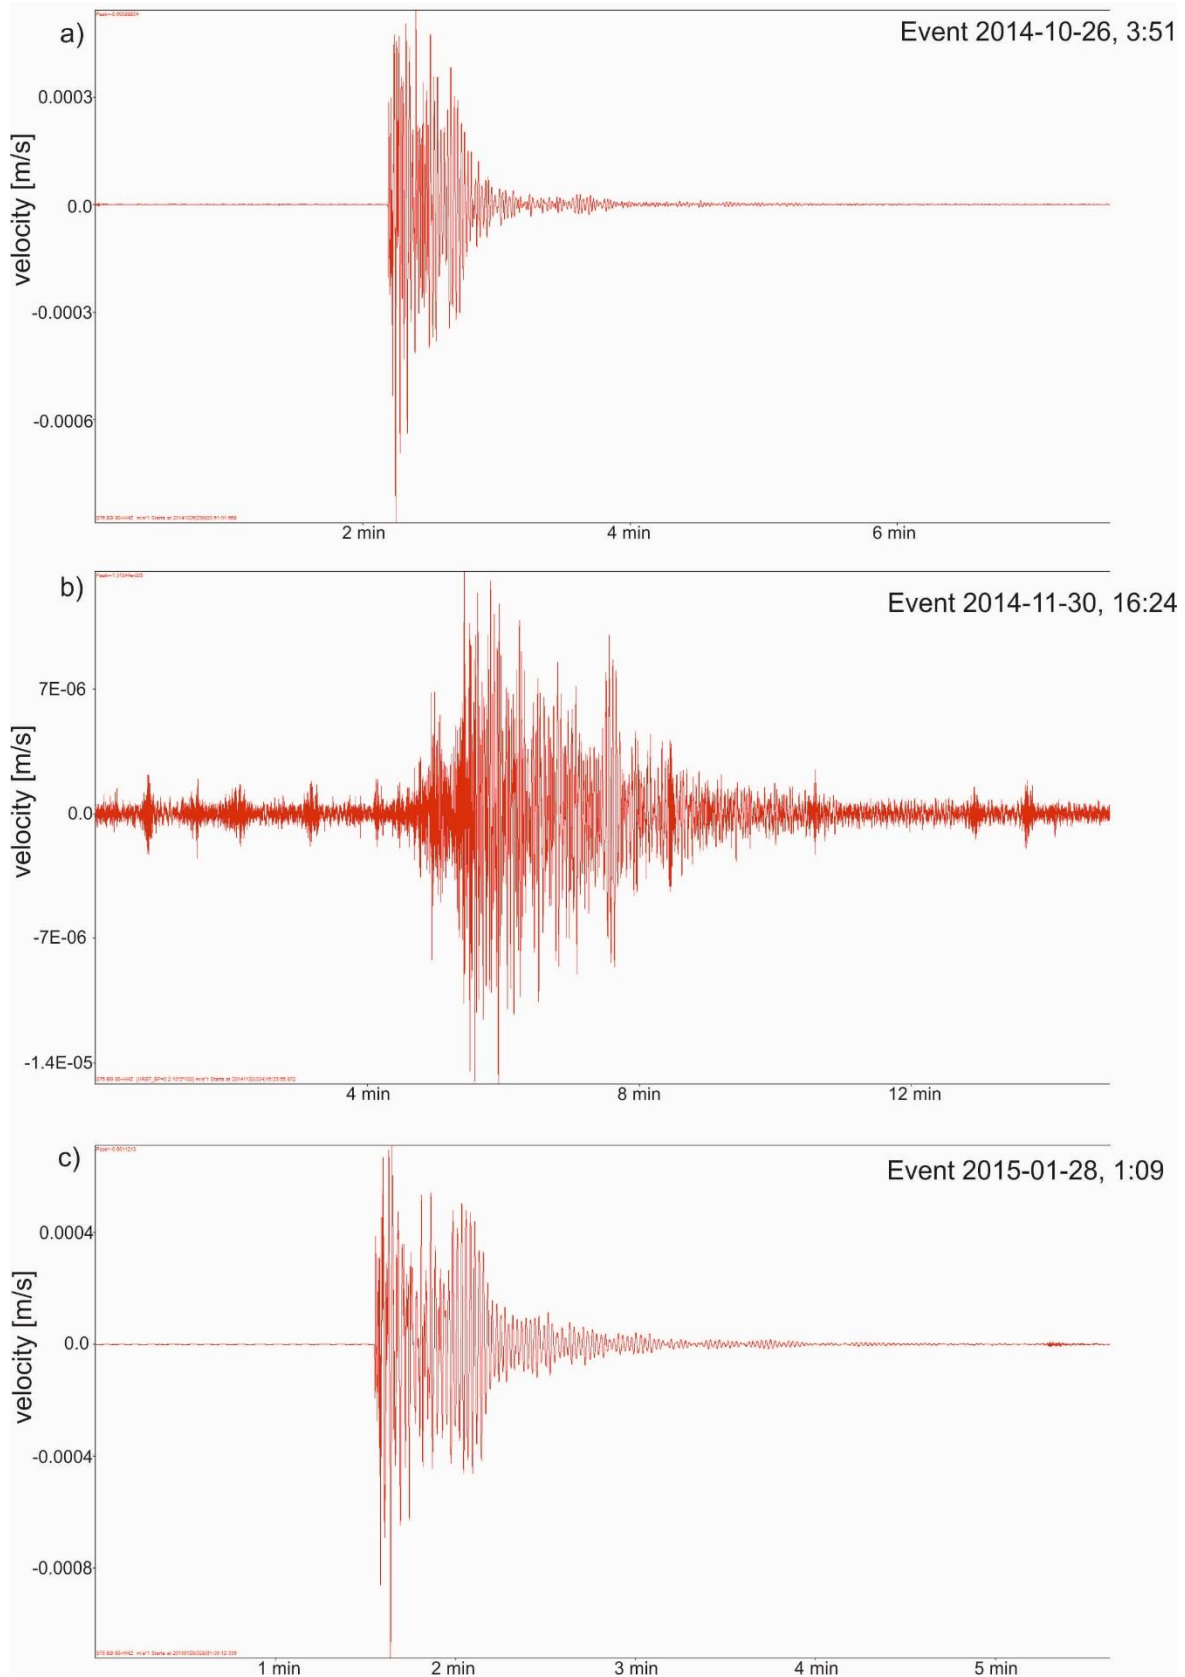 a)
Event 2014-10-26, 3:51
velocity [m/s]
0.0003
0.0
-0.0003
-0.0006
2 min
4 min
6 min
b)
Event 2014-11-30, 16:24
velocity [m/s]
7E-06
0.0
-7E-06
-1.4E-05
4 min
8 min
12 min
c)
Event 2015-01-28, 1:09
velocity [m/s]
0.0004
0.0
-0.0004
-0.0008
1 min
2 min
3 min
4 min
5 min